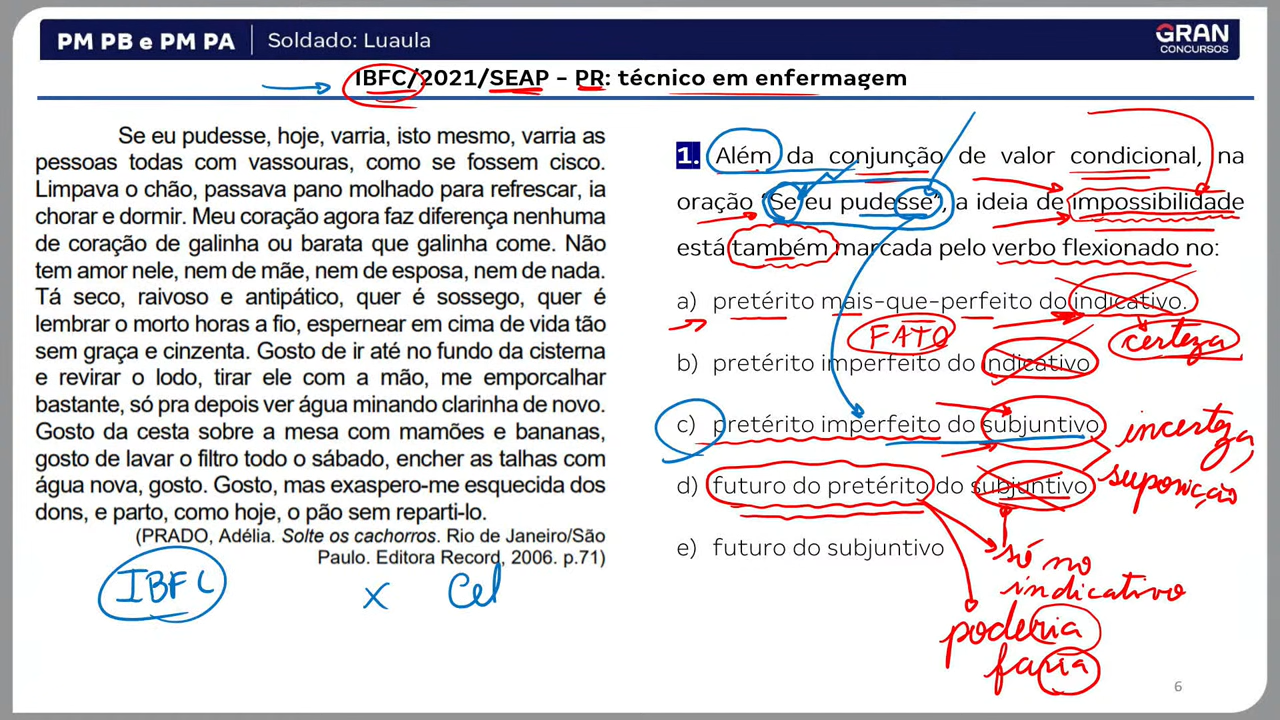 PM PB e PM PA | Soldado: Luaula
GRAN
CONCURSOS
IBFC/2021/SEAP – PR: técnico em enfermagem
Se eu pudesse, hoje, varria, isto mesmo, varria as
pessoas todas com vassouras, como se fossem cisco.
Limpava o chão, passava pano molhado para refrescar, ia
chorar e dormir. Meu coração agora faz diferença nenhuma
de coração de galinha ou barata que galinha come. Não
tem amor nele, nem de mãe, nem de esposa, nem de nada.
Tá seco, raivoso e antipático, quer é sossego, quer é
lembrar o morto horas a fio, espernear em cima de vida tão
sem graça e cinzenta. Gosto de ir até no fundo da cisterna
e revirar o lodo, tirar ele com a mão, me emporcalhar
bastante, só pra depois ver água minando clarinha de novo.
Gosto da cesta sobre a mesa com mamões e bananas,
gosto de lavar o filtro todo o sábado, encher as talhas com
água nova, gosto. Gosto, mas exaspero-me esquecida dos
dons, e parto, como hoje, o pão sem reparti-lo.
(PRADO, Adélia. Solte os cachorros. Rio de Janeiro/São
Paulo. Editora Record, 2006. p.71)
IBFC x Ceb
1. Além da conjunção de valor condicional, na
oração “Se eu pudesse”, a ideia de impossibilidade
está também marcada pelo verbo flexionado no:
a) pretérito mais-que-perfeito do indicativo.
FATO
certeza
b) pretérito imperfeito do indicativo.
c) pretérito imperfeito do subjuntivo.
incerteza,
suposição
d) futuro do pretérito do subjuntivo.
e) futuro do subjuntivo
só no
indicativo
poderia
faria
6